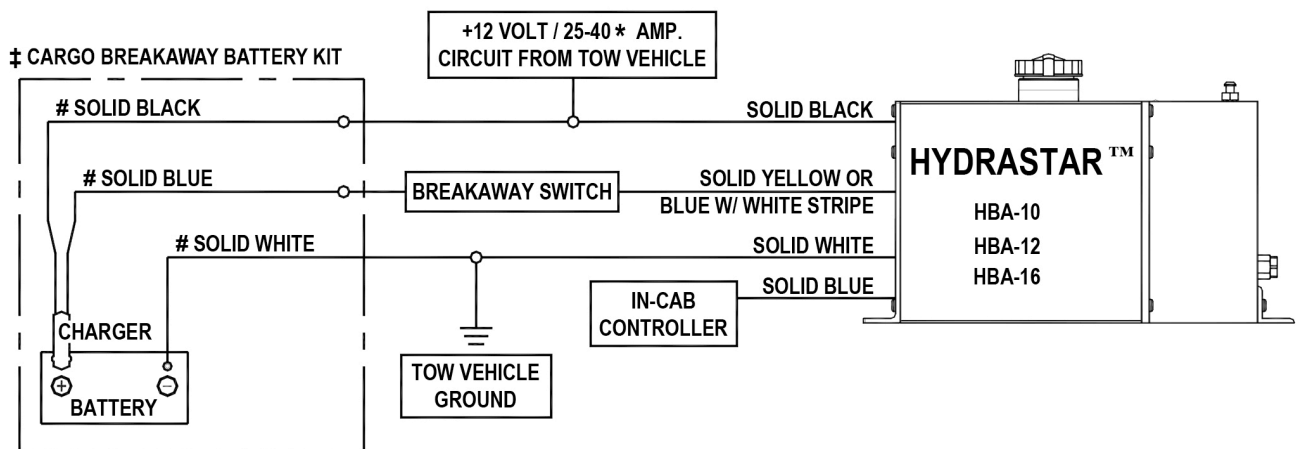 ‡ CARGO BREAKAWAY BATTERY KIT
+12 VOLT / 25-40 * AMP.
CIRCUIT FROM TOW VEHICLE
# SOLID BLACK
SOLID BLACK
# SOLID BLUE
BREAKAWAY SWITCH
SOLID YELLOW OR
BLUE W/ WHITE STRIPE
# SOLID WHITE
SOLID WHITE
SOLID BLUE
IN-CAB
CONTROLLER
HYDRASTAR ™
HBA-10
HBA-12
HBA-16
CHARGER
+ −
BATTERY
TOW VEHICLE
GROUND